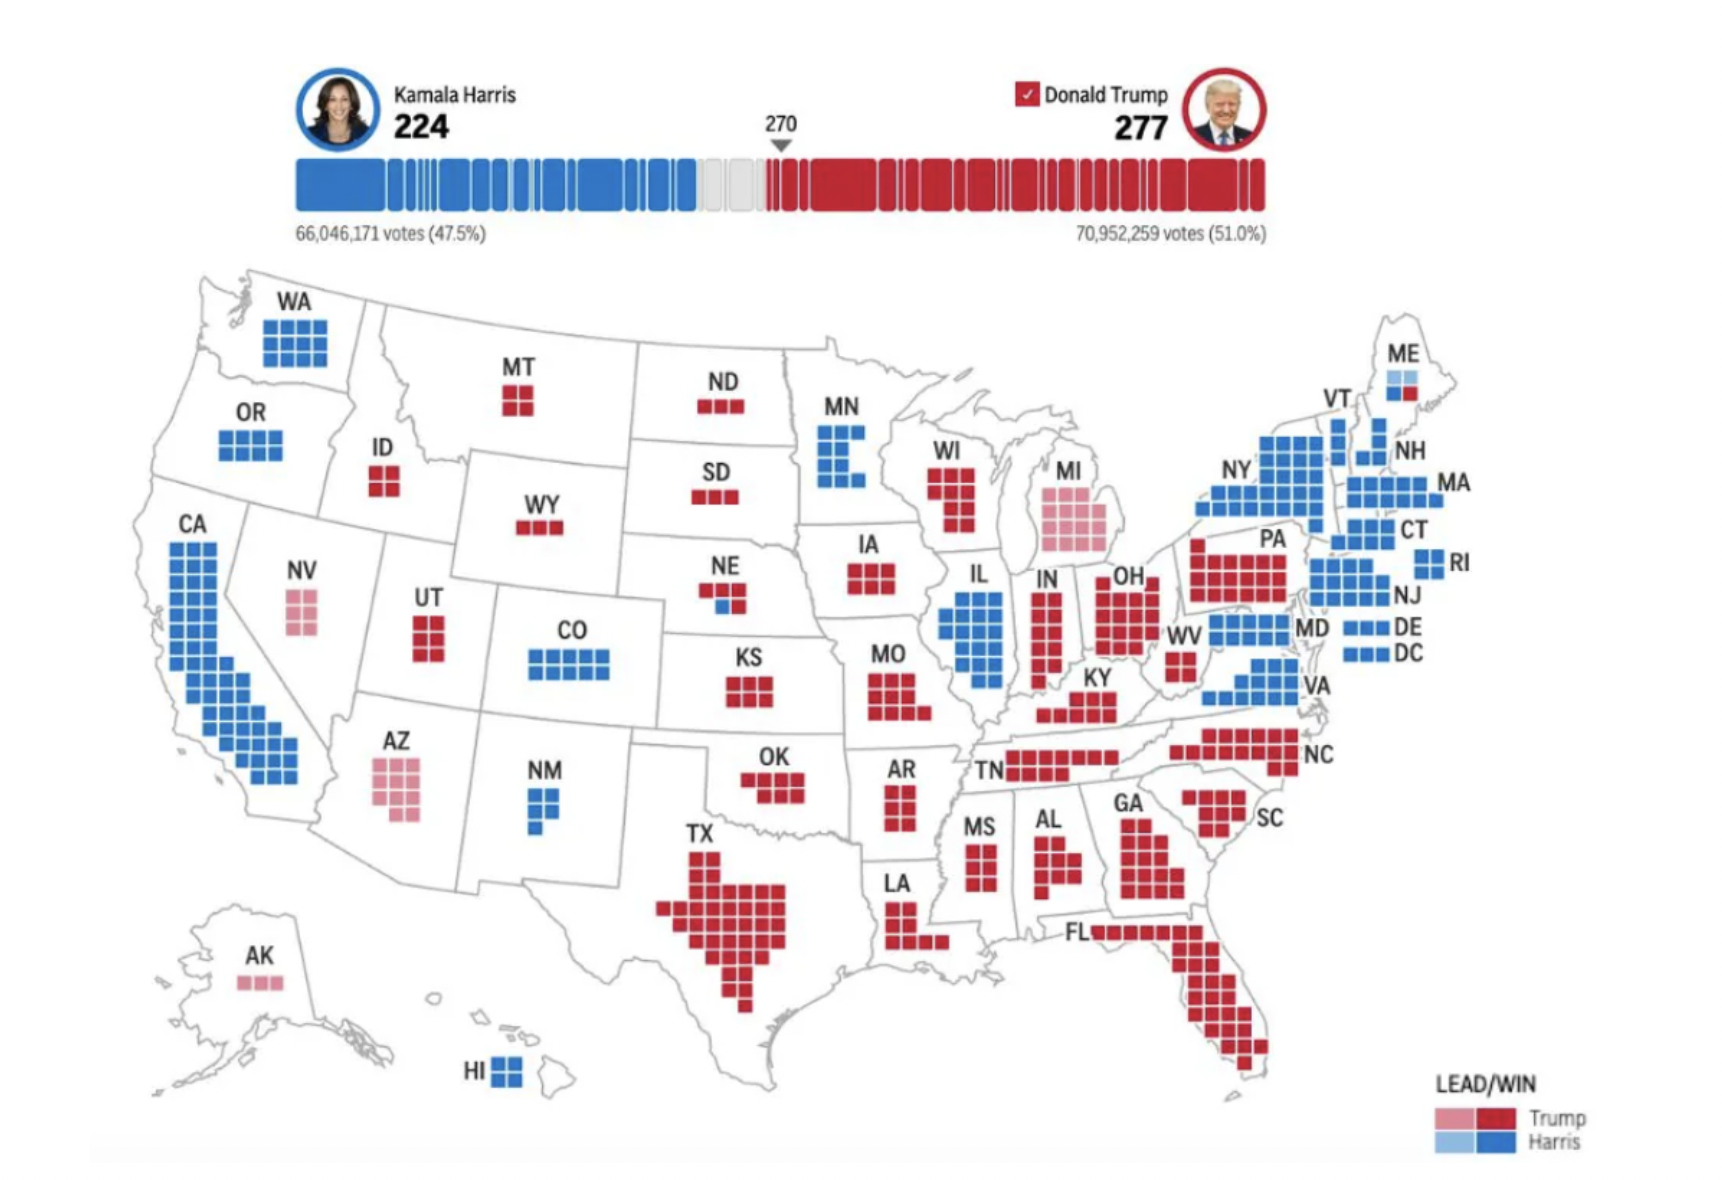 Kamala Harris
224
270
Donald Trump
277
66,046,171 votes (47.5%)
70,952,259 votes (51.0%)
WA
MT
ND
MN
ME
VT
OR
ID
SD
WI
MI
NY
NH
MA
WY
CA
IA
PA
CT
NV
UT
NE
IL
IN
OH
RI
NJ
CO
KS
MO
WV
MD
DE
DC
KY
VA
AZ
NM
OK
AR
TN
NC
TX
MS
AL
GA
SC
LA
FL
AK
HI
LEAD/WIN
Trump
Harris